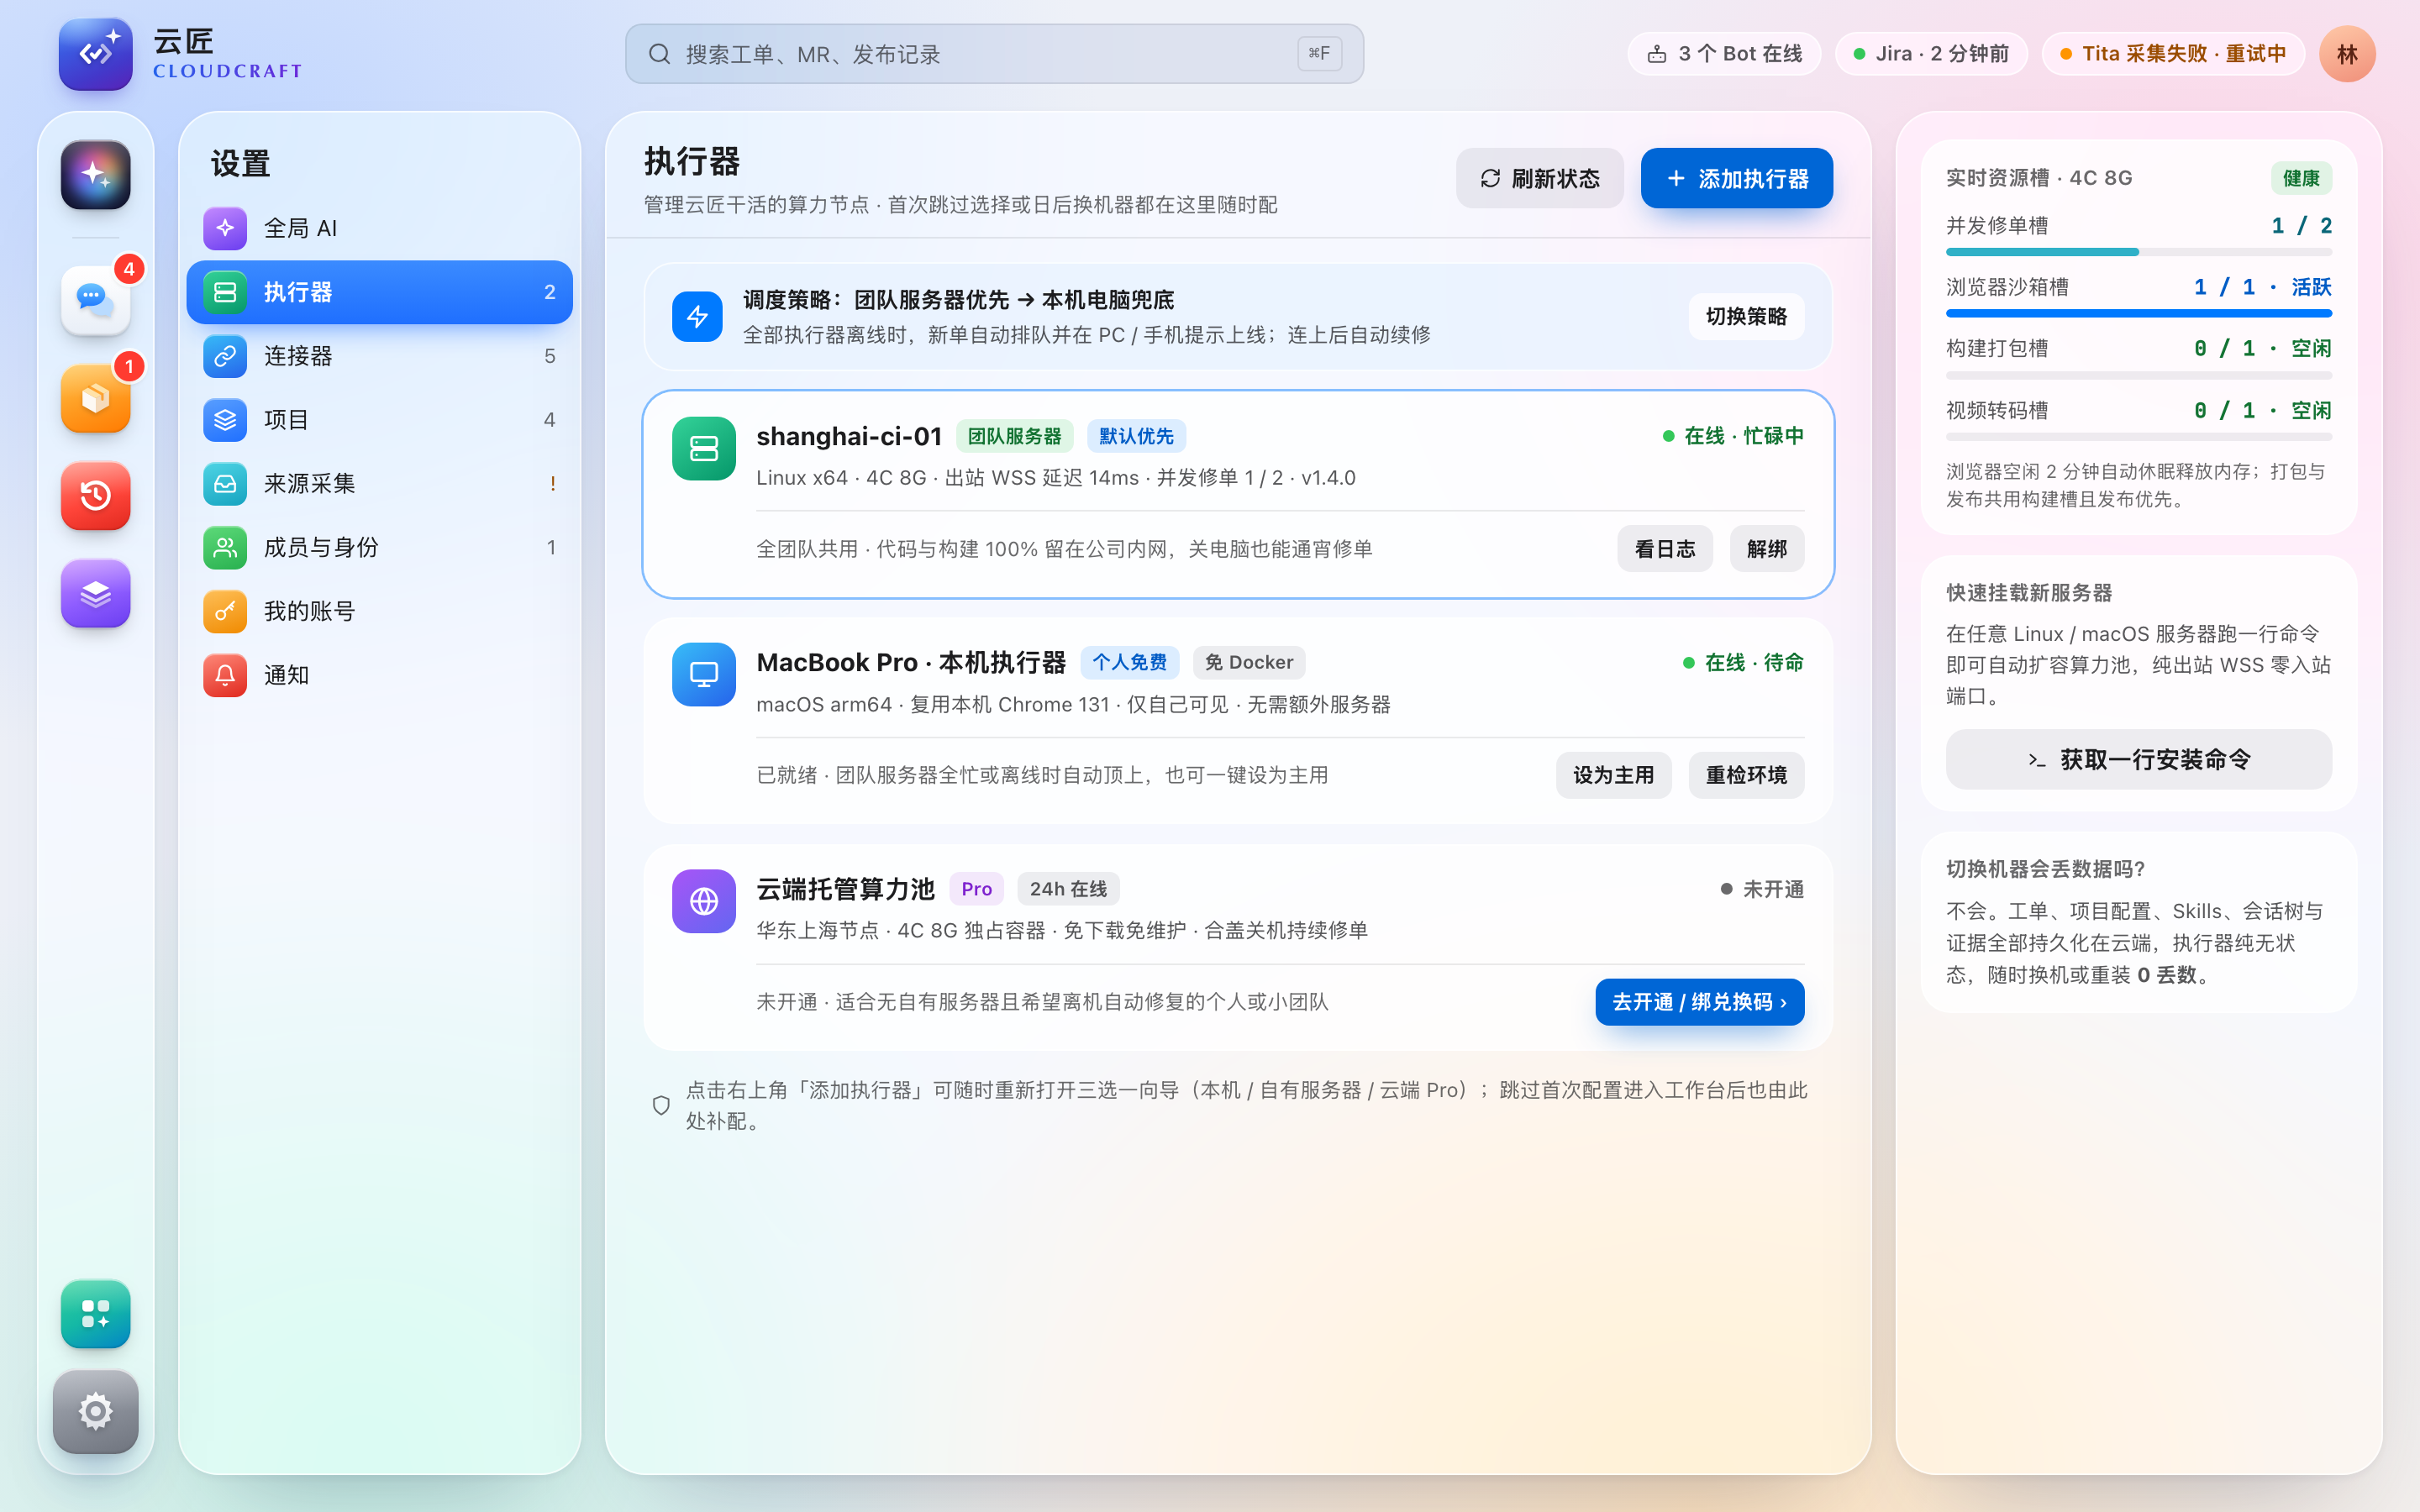 云匠
CLOUDCRAFT
搜索工单、MR、发布记录
⌘F
3 个 Bot 在线
Jira · 2 分钟前
Tita 采集失败 · 重试中
林
4
1
设置
全局 AI
执行器
2
连接器
5
项目
4
来源采集
!
成员与身份
1
我的账号
通知
执行器
管理云匠干活的算力节点 · 首次跳过选择或日后换机器都在这里随时配
刷新状态
添加执行器
调度策略：团队服务器优先 → 本机电脑兜底
全部执行器离线时，新单自动排队并在 PC / 手机提示上线；连上后自动续修
切换策略
shanghai-ci-01
团队服务器
默认优先
在线 · 忙碌中
Linux x64 · 4C 8G · 出站 WSS 延迟 14ms · 并发修单 1 / 2 · v1.4.0
全团队共用 · 代码与构建 100% 留在公司内网，关电脑也能通宵修单
看日志
解绑
MacBook Pro · 本机执行器
个人免费
免 Docker
在线 · 待命
macOS arm64 · 复用本机 Chrome 131 · 仅自己可见 · 无需额外服务器
已就绪 · 团队服务器全忙或离线时自动顶上，也可一键设为主用
设为主用
重检环境
云端托管算力池
Pro
24h 在线
未开通
华东上海节点 · 4C 8G 独占容器 · 免下载免维护 · 合盖关机持续修单
未开通 · 适合无自有服务器且希望离机自动修复的个人或小团队
去开通 / 绑兑换码 ›
点击右上角「添加执行器」可随时重新打开三选一向导（本机 / 自有服务器 / 云端 Pro）；跳过首次配置进入工作台后也由此
处补配。
实时资源槽 · 4C 8G
健康
并发修单槽
1 / 2
浏览器沙箱槽
1 / 1 · 活跃
构建打包槽
0 / 1 · 空闲
视频转码槽
0 / 1 · 空闲
浏览器空闲 2 分钟自动休眠释放内存；打包与
发布共用构建槽且发布优先。
快速挂载新服务器
在任意 Linux / macOS 服务器跑一行命令
即可自动扩容算力池，纯出站 WSS 零入站
端口。
获取一行安装命令
切换机器会丢数据吗？
不会。工单、项目配置、Skills、会话树与
证据全部持久化在云端，执行器纯无状
态，随时换机或重装 0 丢数。